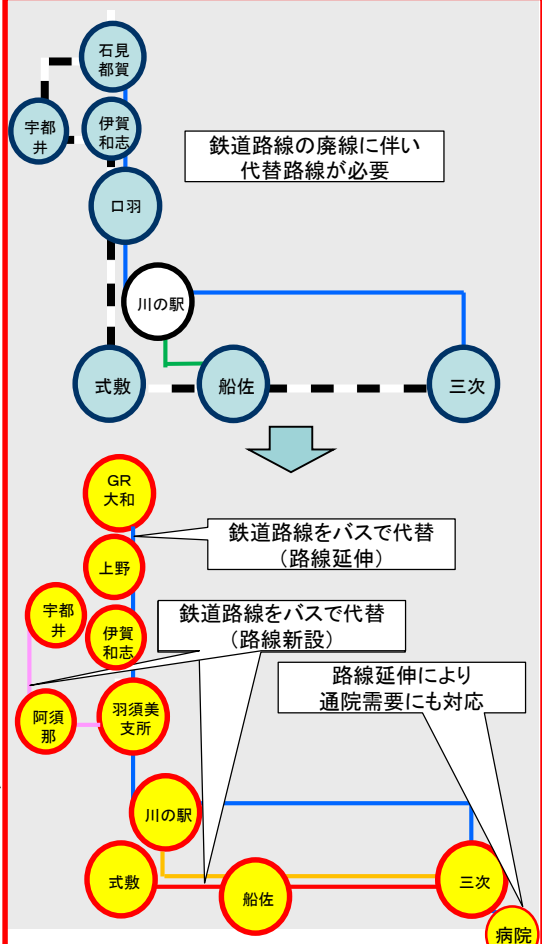 石見
都賀
宇都
井
伊賀
和志
鉄道路線の廃線に伴い
代替路線が必要
口羽
川の駅
式敷
船佐
三次
GR
大和
鉄道路線をバスで代替
(路線延伸)
上野
宇都
井
伊賀
和志
鉄道路線をバスで代替
(路線新設)
路線延伸により
通院需要にも対応
阿須
那
羽須美
支所
川の駅
式敷
船佐
三次
病院